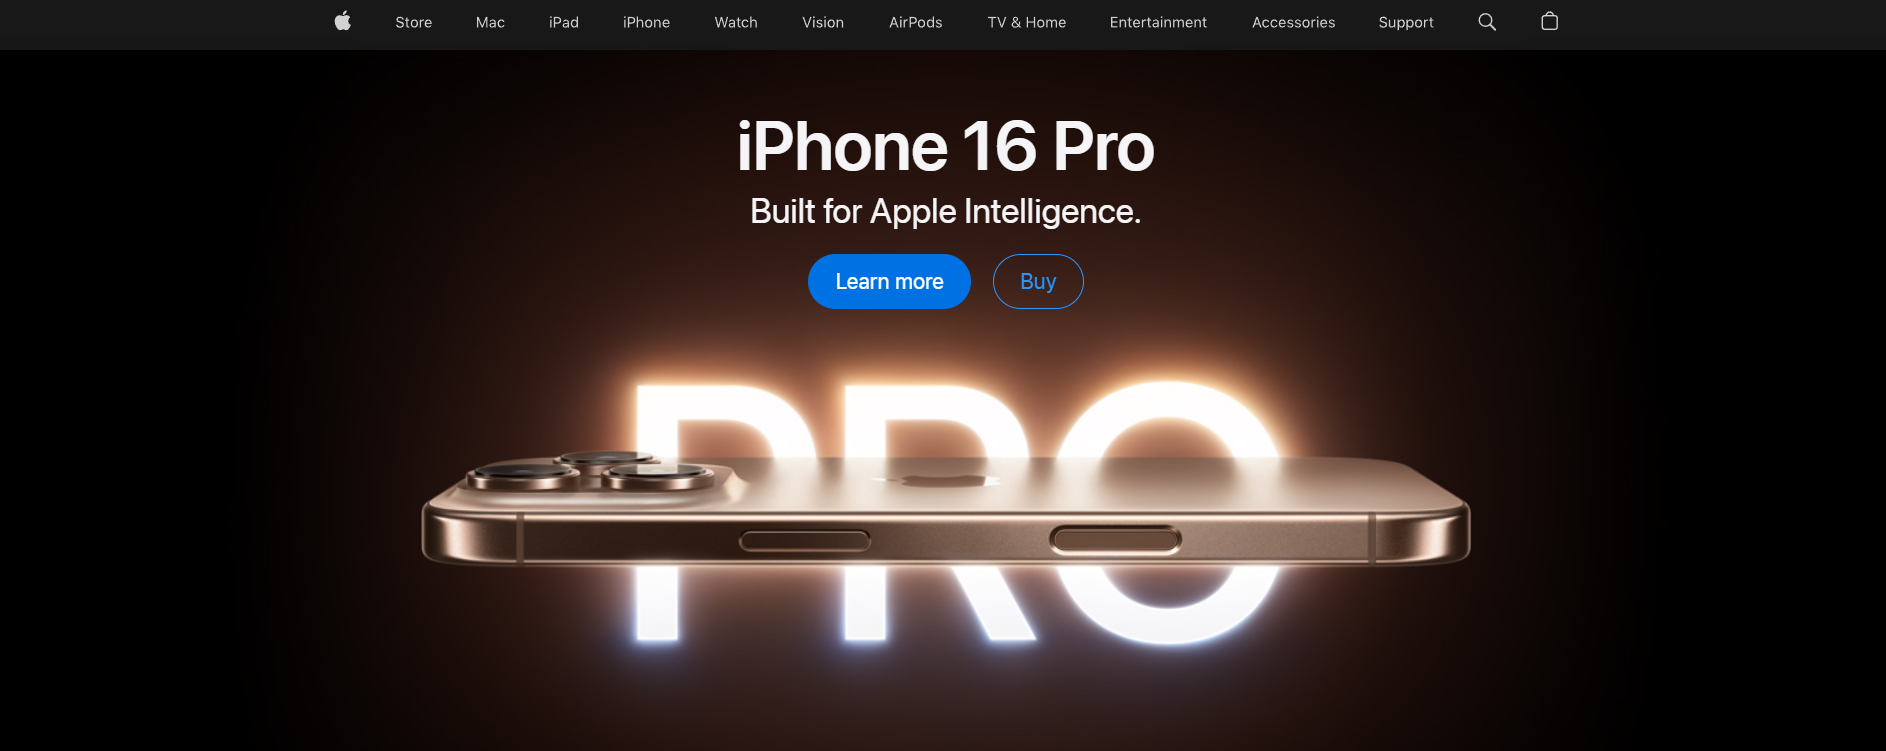 Store Mac iPad iPhone Watch Vision AirPods TV & Home Entertainment Accessories Support
iPhone 16 Pro
Built for Apple Intelligence.
Learn more Buy
PRO